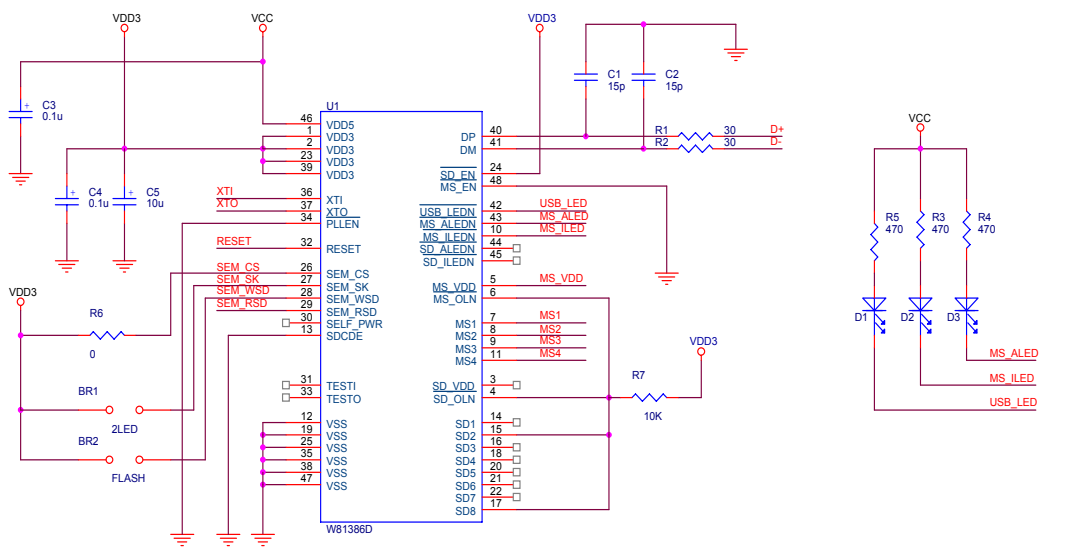 VDD3
VCC
VDD3
C3
0.1u
C4
0.1u
C5
10u
C1
15p
C2
15p
U1
46 VDD5
1 VDD3
2 VDD3
23 VDD3
39 VDD3
XTI 36 XTI
XTO 37 XTO
34 PLLEN
RESET 32 RESET
SEM_CS 26 SEM_CS
SEM_SK 27 SEM_SK
SEM_WSD 28 SEM_WSD
SEM_RSD 29 SEM_RSD
30 SELF_PWR
13 SDCDE
31 TESTI
33 TESTO
12 VSS
19 VSS
25 VSS
35 VSS
38 VSS
47 VSS
W81386D
DP 40 R1 30 D+
DM 41 R2 30 D-
SD_EN 24
MS_EN 48
USB_LEDN 42 USB_LED
MS_ALEDN 43 MS_ALED
MS_ILEDN 10 MS_ILED
SD_ALEDN 44
SD_ILEDN 45
MS_VDD 5 MS_VDD
MS_OLN 6
MS1 7 MS1
MS2 8 MS2
MS3 9 MS3
MS4 11 MS4
SD_VDD 3
SD_OLN 4
SD1 14
SD2 15
SD3 16
SD4 18
SD5 20
SD6 21
SD7 22
SD8 17
VDD3
R6
0
BR1
2LED
BR2
FLASH
VDD3
R7
10K
VCC
R5
470
R3
470
R4
470
D1
D2
D3
MS_ALED
MS_ILED
USB_LED